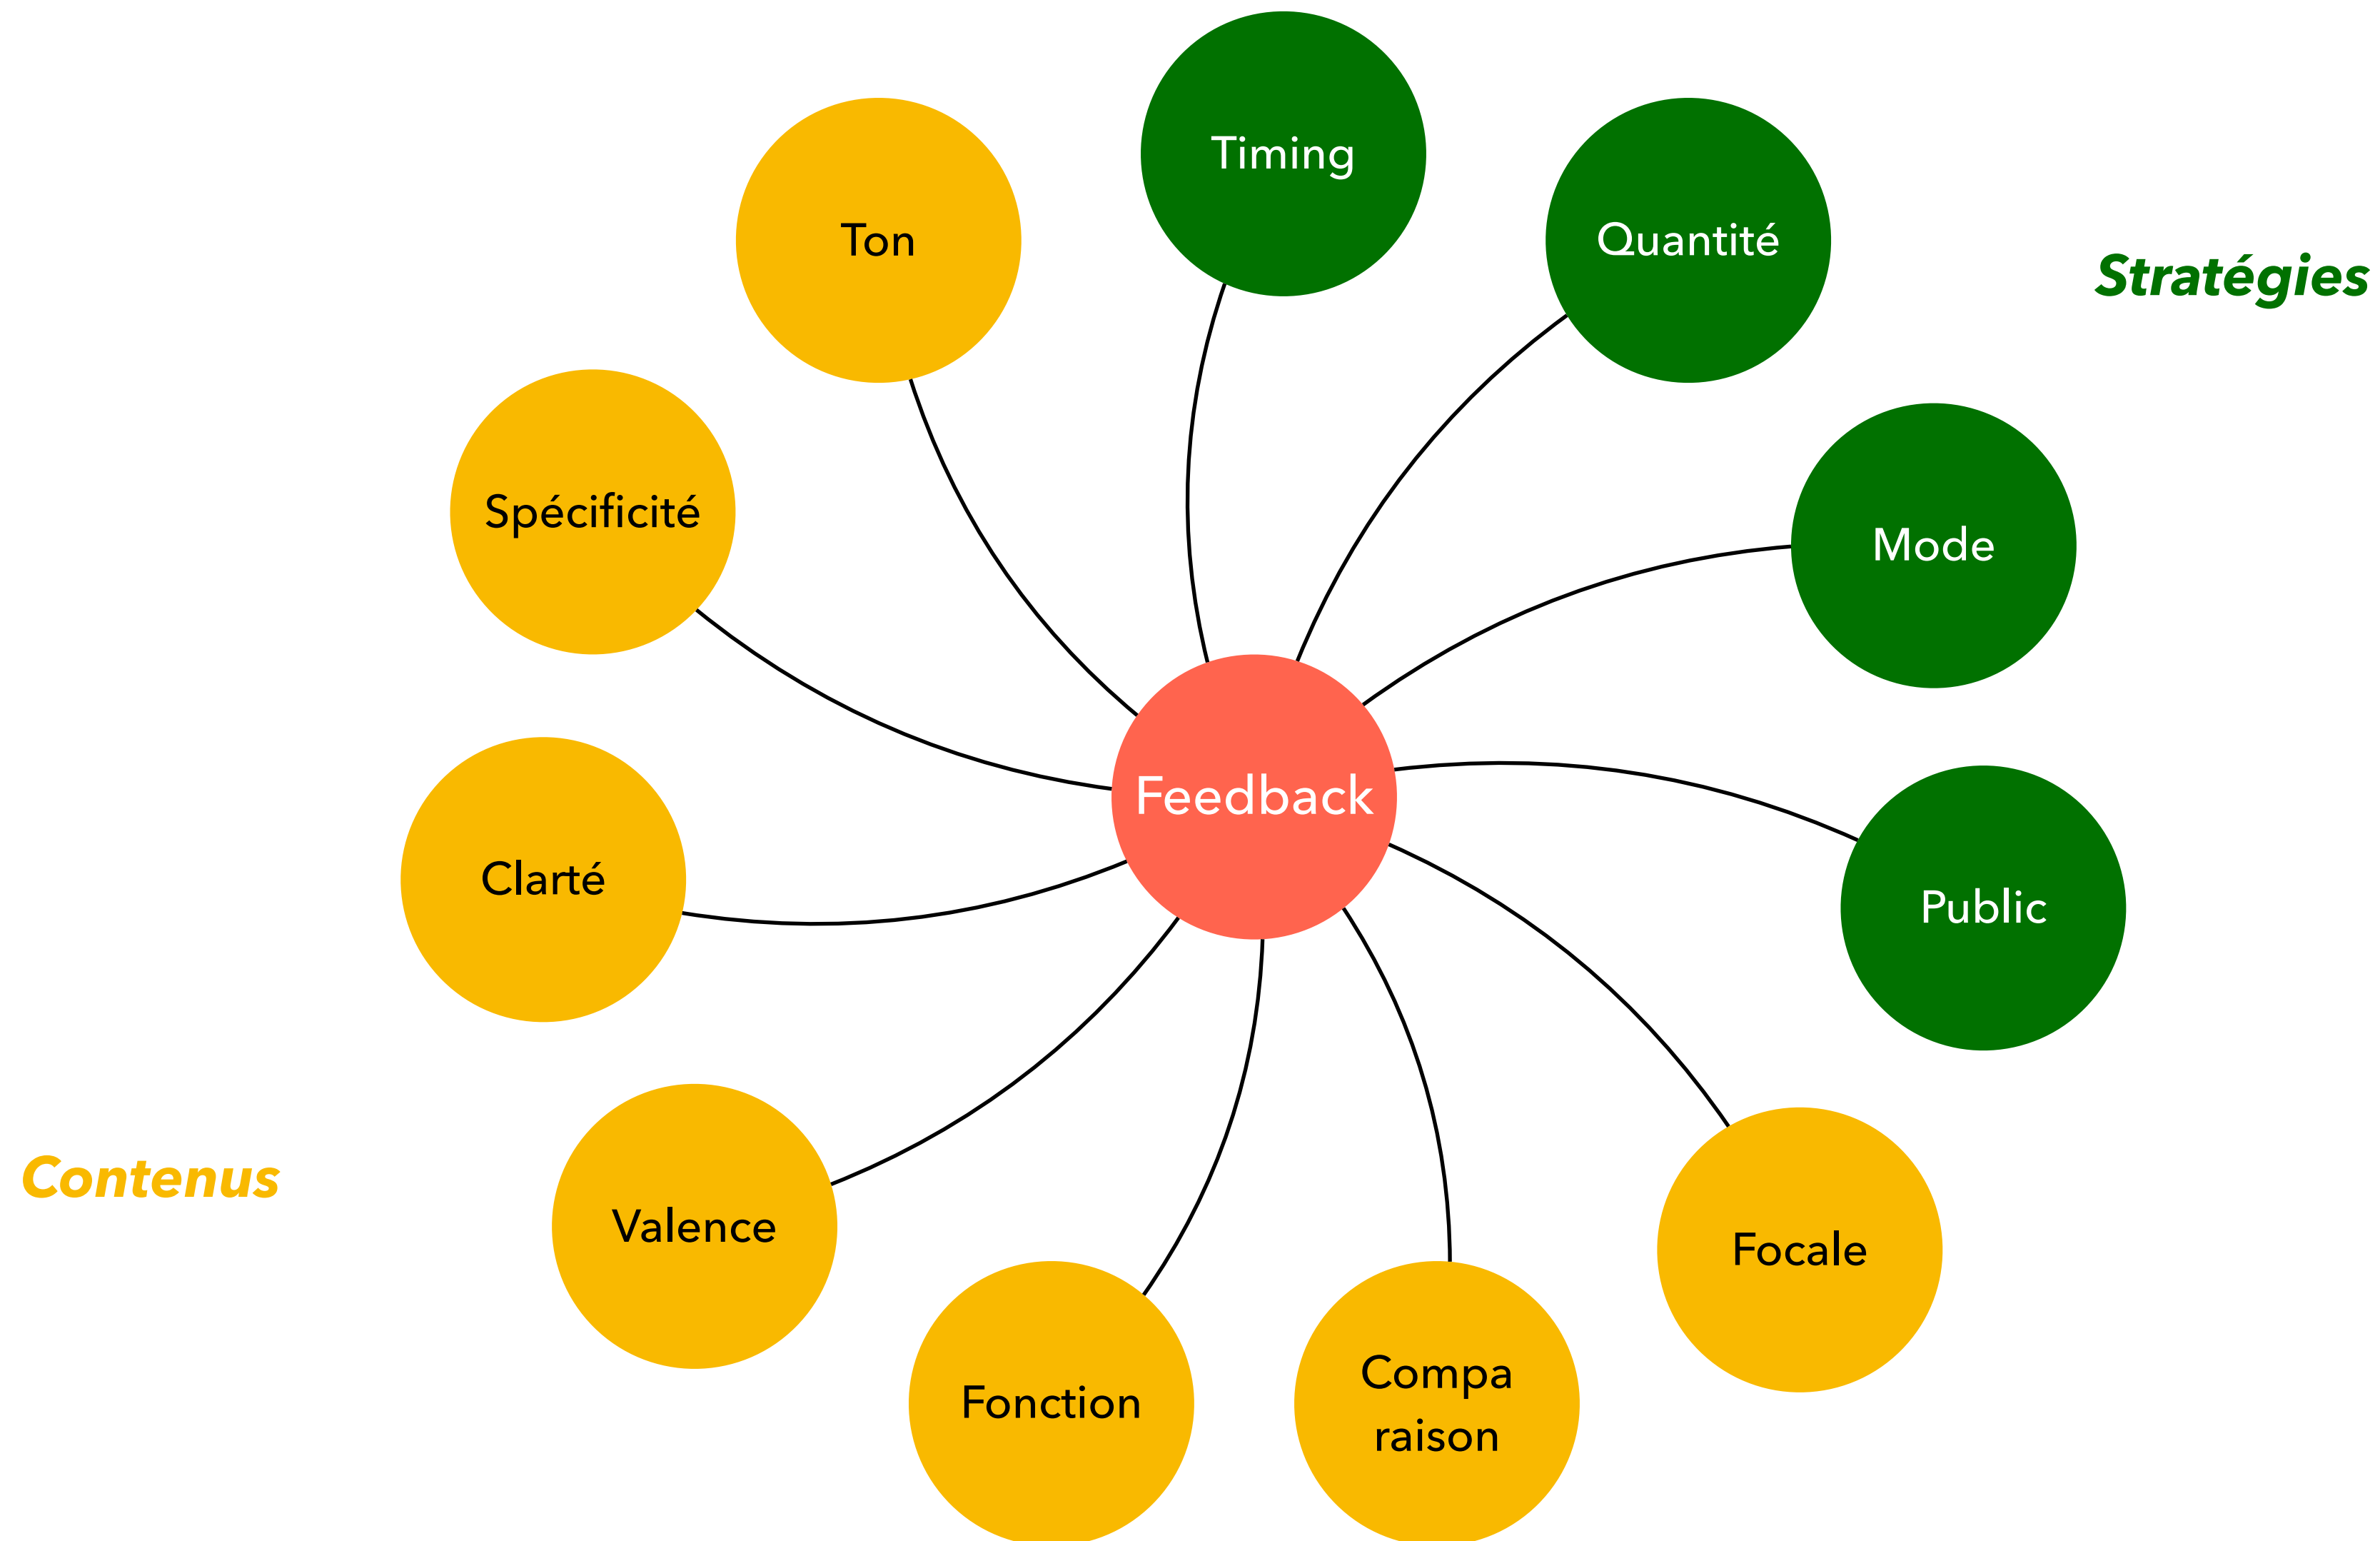 Timing
Ton
Quantité
Stratégies
Spécificité
Mode
Feedback
Clarté
Public
Contenus
Valence
Focale
Fonction
Compa
raison